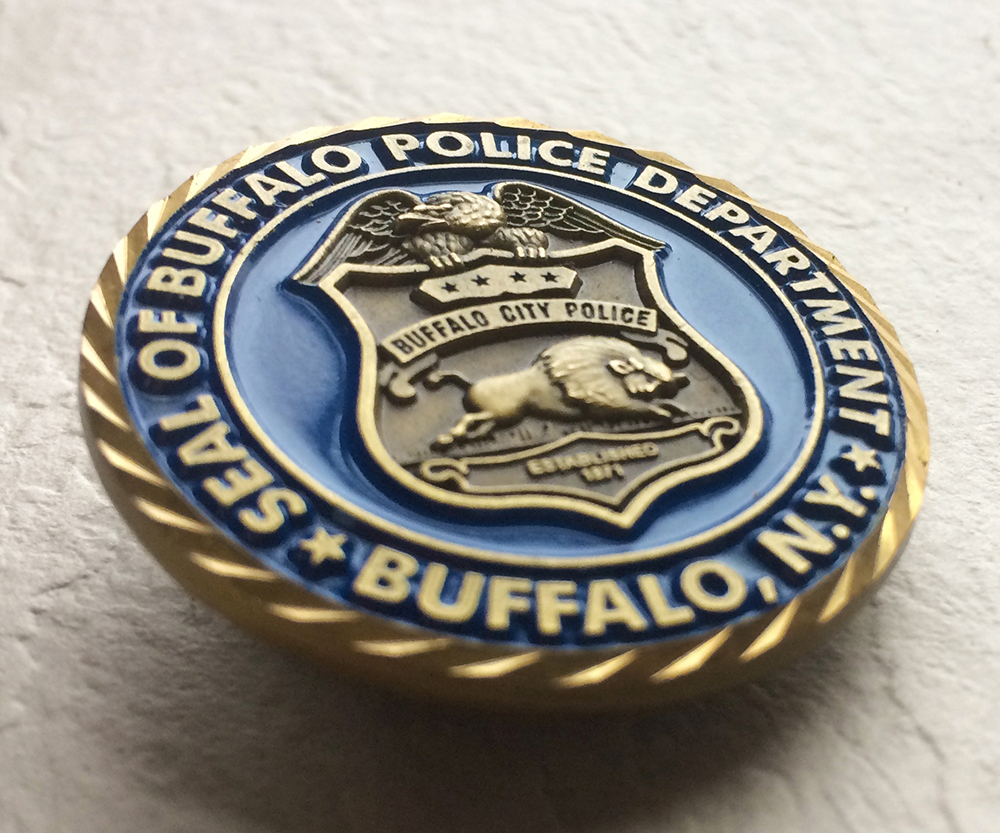 SEAL OF BUFFALO POLICE DEPARTMENT
BUFFALO CITY POLICE
ESTABLISHED
1871
BUFFALO, N.Y.